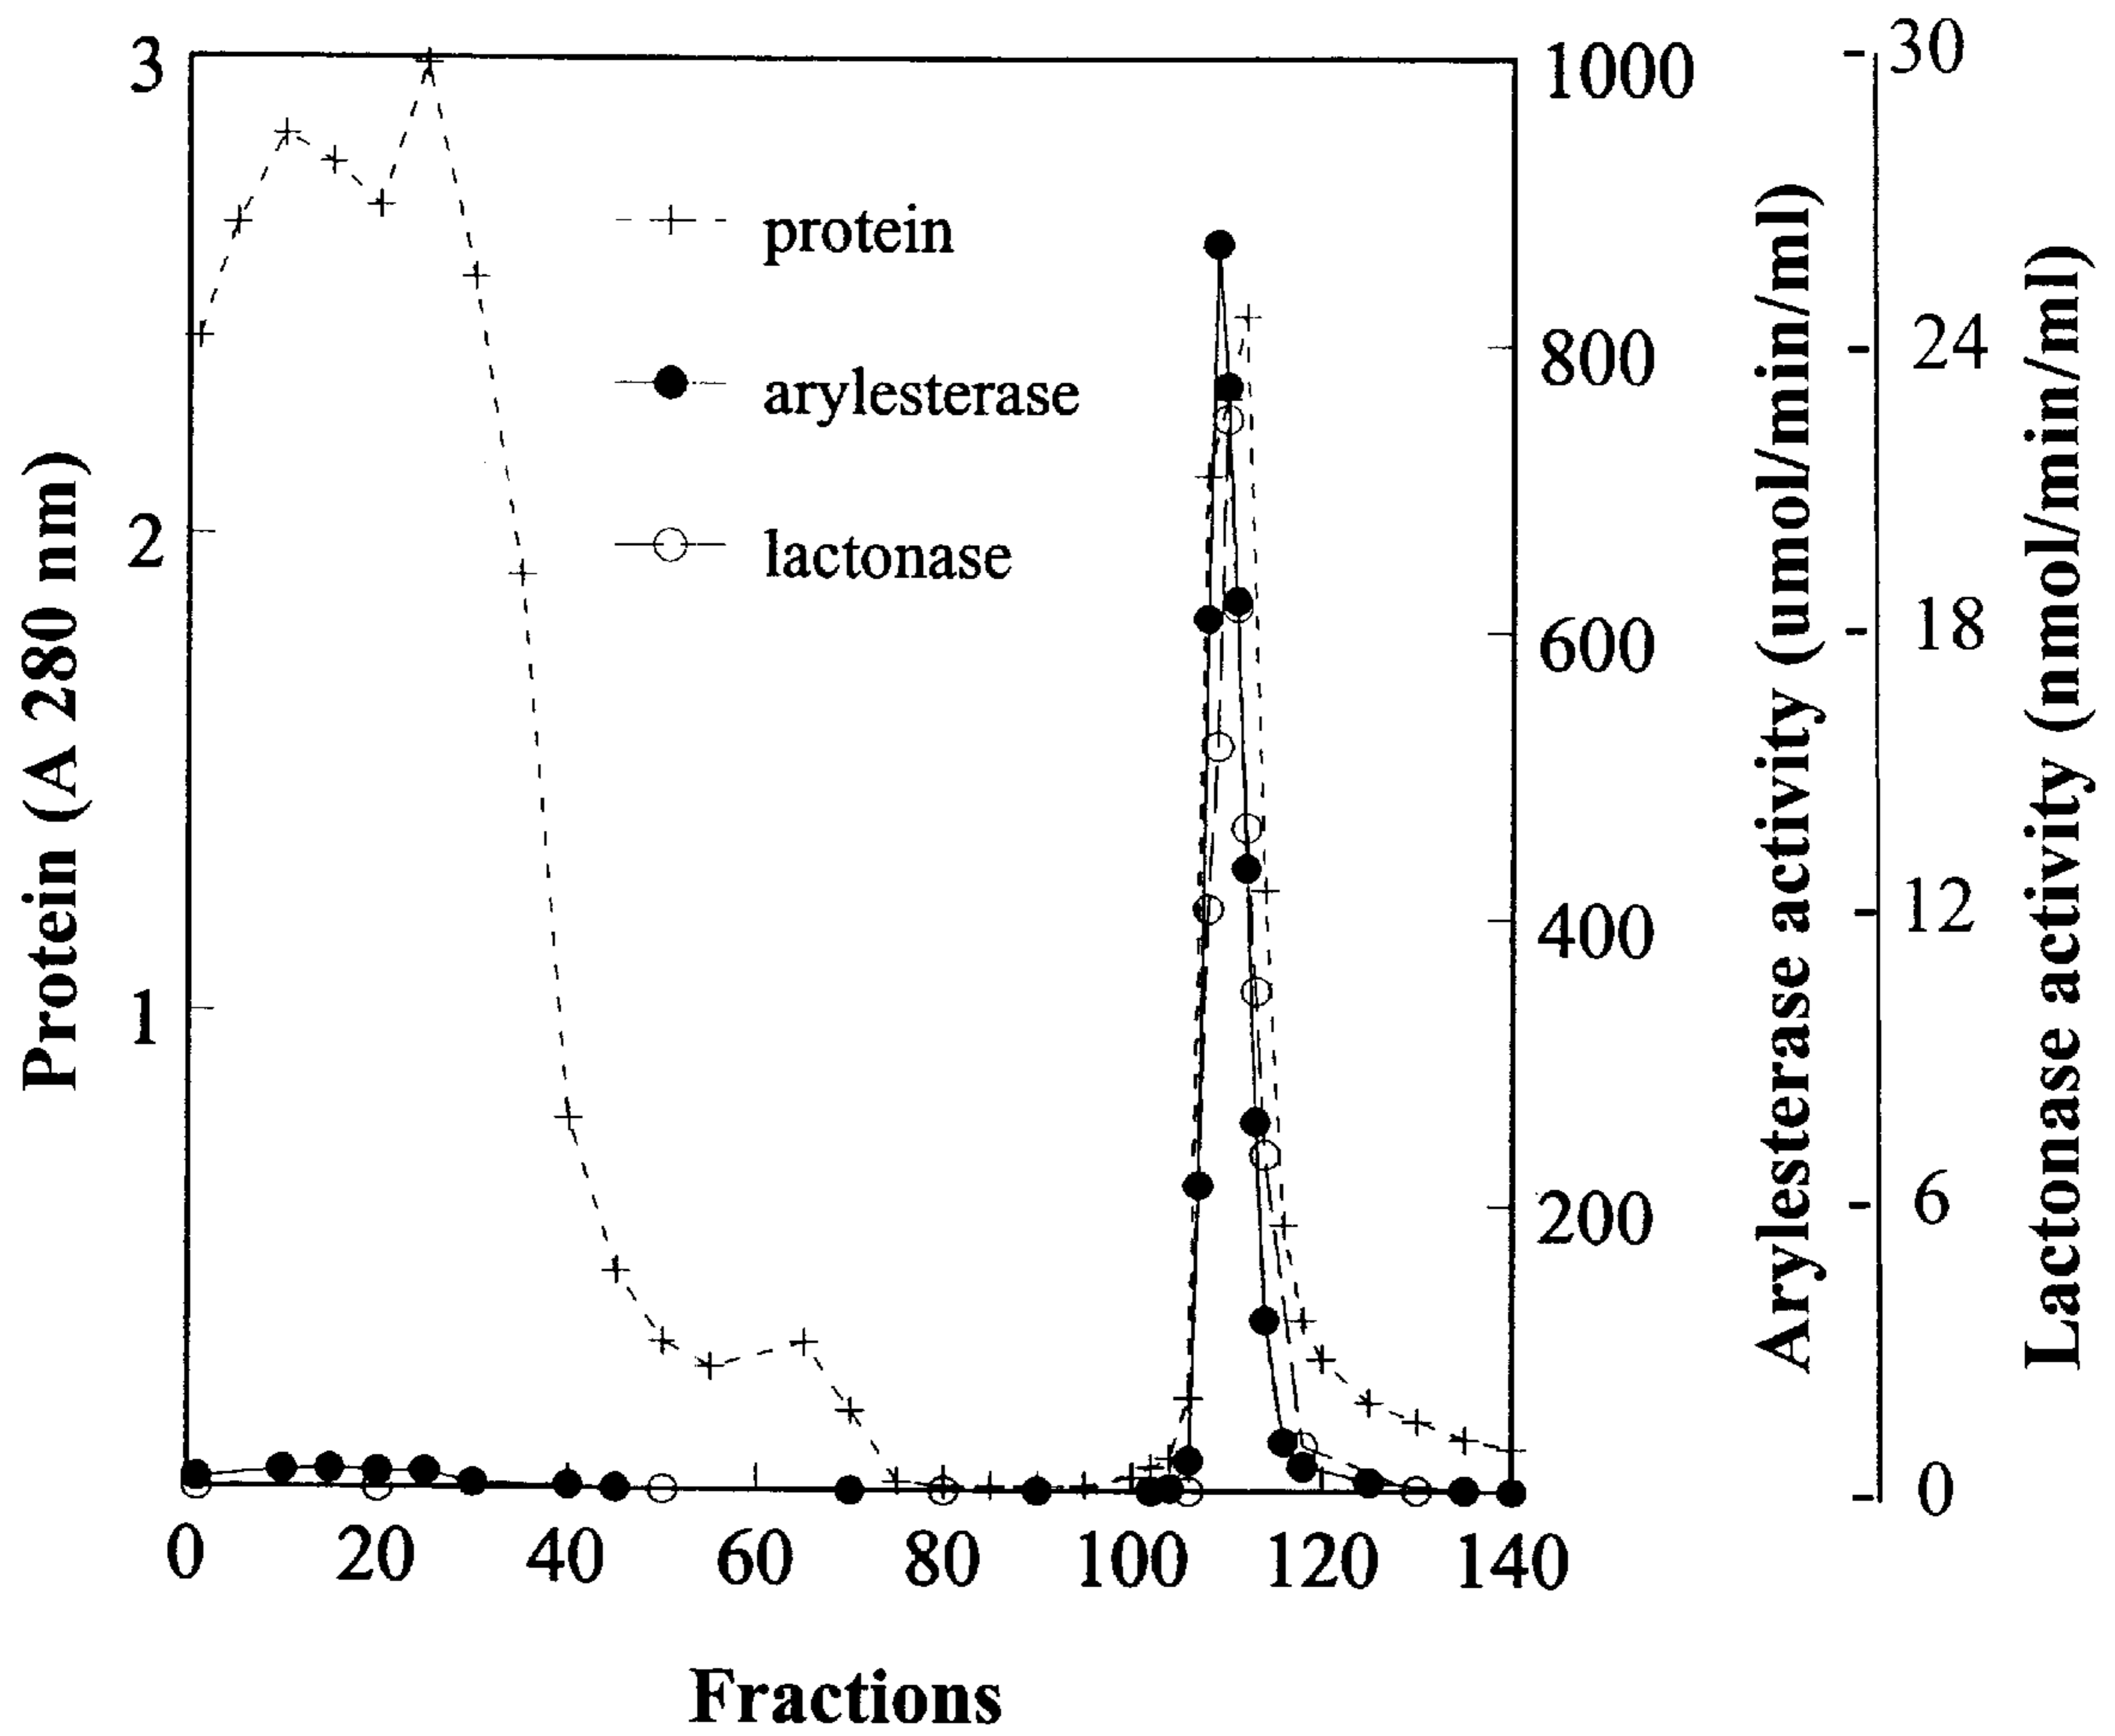 Protein (A 280 nm)
3
2
1
protein
arylesterase
lactonase
1000
800
600
400
200
Arylesterase activity (umol/min/ml)
- 30
- 24
- 18
- 12
- 6
- 0
Lactonase activity (nmol/min/ml)
0 20 40 60 80 100 120 140
Fractions